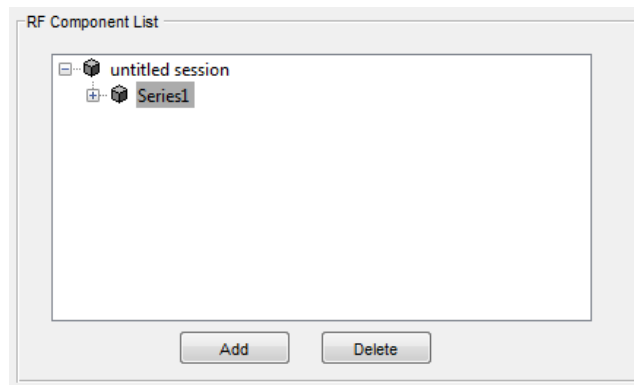 RF Component List
untitled session
Series1
Add Delete